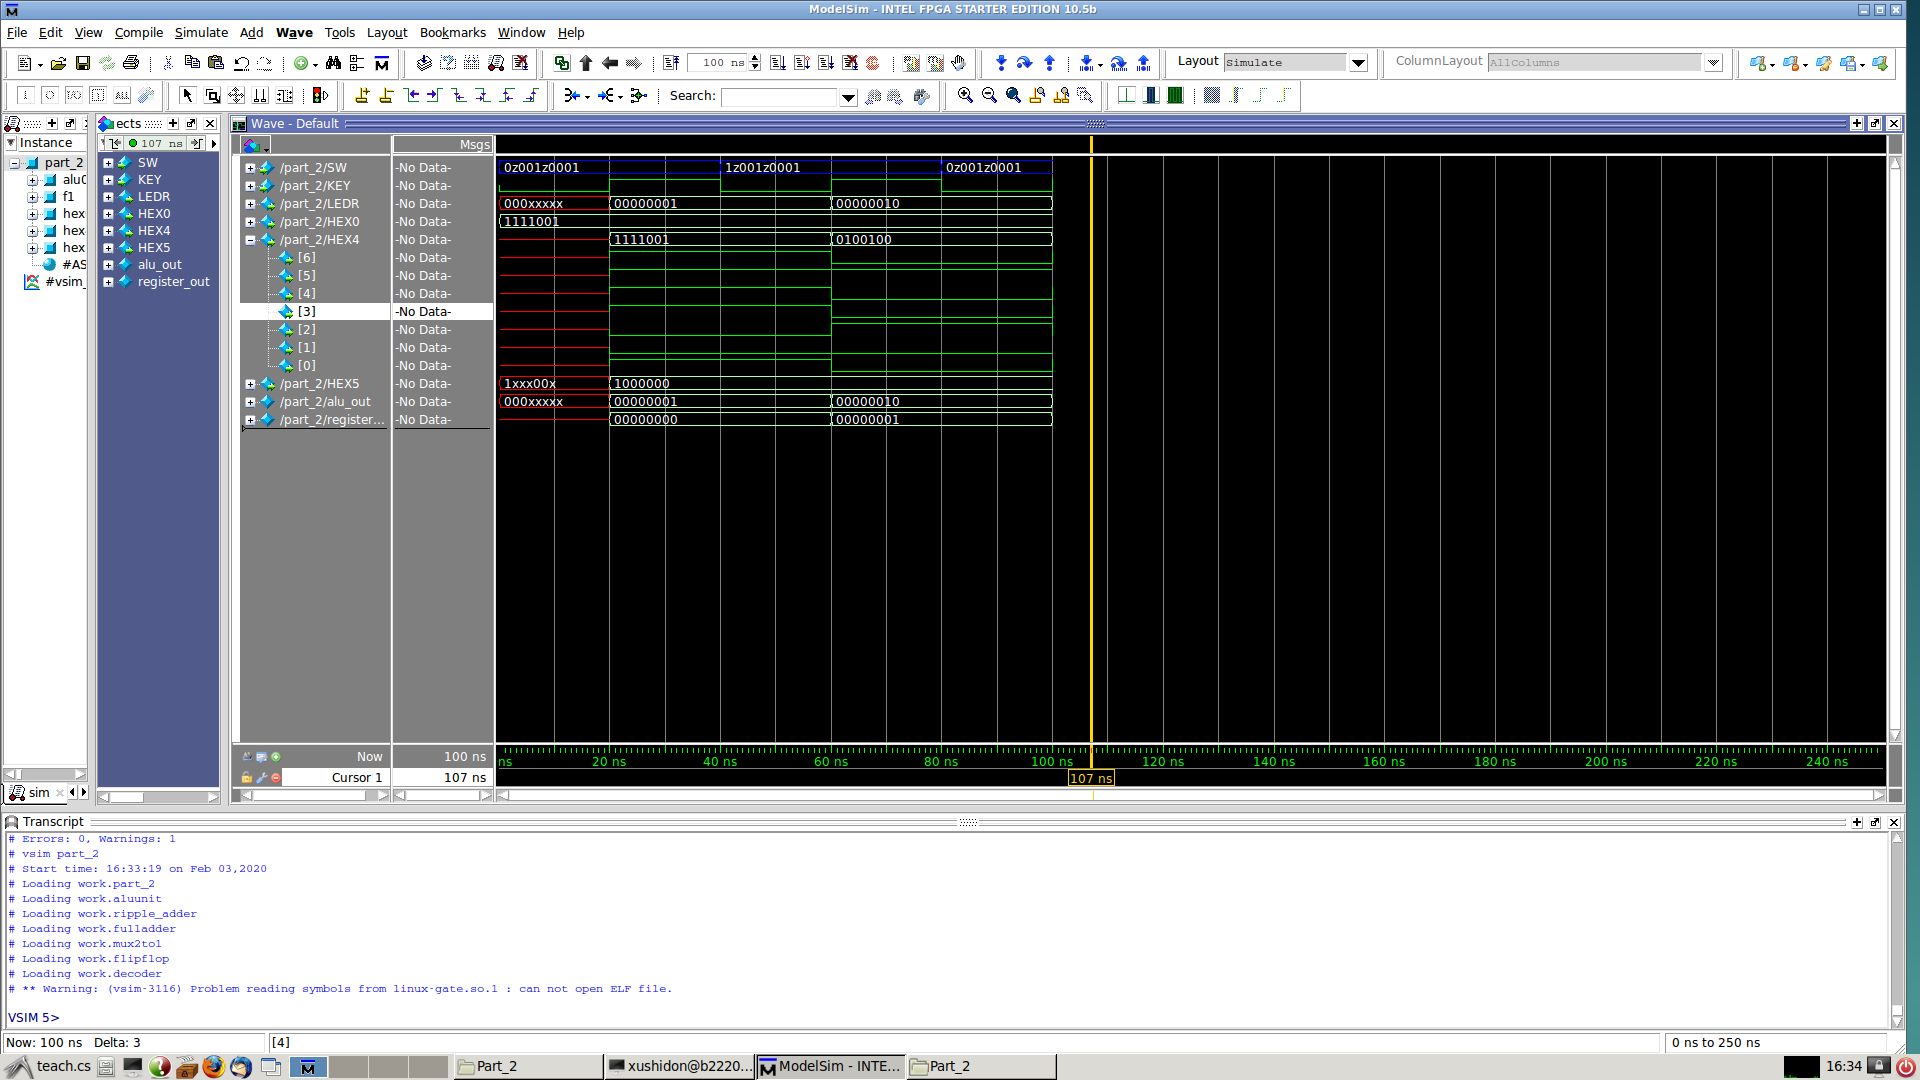 ModelSim - INTEL FPGA STARTER EDITION 10.5b
File Edit View Compile Simulate Add Wave Tools Layout Bookmarks Window Help
100 ns
Layout Simulate
ColumnLayout AllColumns
Search:
ects
Wave - Default
Instance
107 ns
Msgs
part_2
alu0
f1
hex
hex
hex
#AS
#vsim_
SW
KEY
LEDR
HEX0
HEX4
HEX5
alu_out
register_out
/part_2/SW -No Data- 0z001z0001 1z001z0001 0z001z0001
/part_2/KEY -No Data-
/part_2/LEDR -No Data- 000xxxxx 00000001 00000010
/part_2/HEX0 -No Data- 1111001
/part_2/HEX4 -No Data- 1111001 0100100
[6] -No Data-
[5] -No Data-
[4] -No Data-
[3] -No Data-
[2] -No Data-
[1] -No Data-
[0] -No Data-
/part_2/HEX5 -No Data- 1xxx00x 1000000
/part_2/alu_out -No Data- 000xxxxx 00000001 00000010
/part_2/register... -No Data- 00000000 00000001
Now 100 ns
ns 20 ns 40 ns 60 ns 80 ns 100 ns 120 ns 140 ns 160 ns 180 ns 200 ns 220 ns 240 ns
Cursor 1 107 ns
107 ns
sim
Transcript
# Errors: 0, Warnings: 1
# vsim part_2
# Start time: 16:33:19 on Feb 03,2020
# Loading work.part_2
# Loading work.aluunit
# Loading work.ripple_adder
# Loading work.fulladder
# Loading work.mux2to1
# Loading work.flipflop
# Loading work.decoder
# ** Warning: (vsim-3116) Problem reading symbols from linux-gate.so.1 : can not open ELF file.
VSIM 5>
Now: 100 ns Delta: 3
[4]
0 ns to 250 ns
teach.cs
Part_2
xushidon@b2220...
ModelSim - INTE...
Part_2
16:34